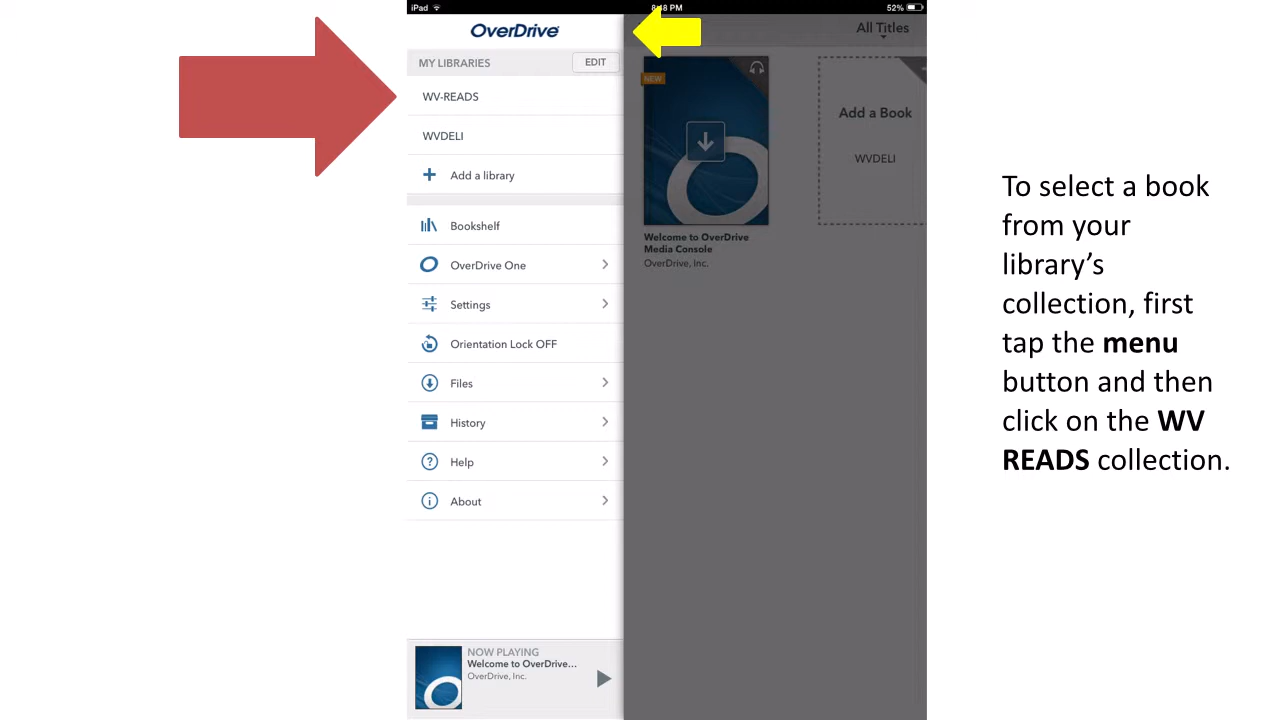 iPad
8:48 PM
52%
OverDrive
MY LIBRARIES
EDIT
WV-READS
WVDELI
Add a library
Bookshelf
OverDrive One
Settings
Orientation Lock OFF
Files
History
Help
About
NOW PLAYING
Welcome to OverDrive...
OverDrive, Inc.
All Titles
NEW
Welcome to OverDrive
Media Console
OverDrive, Inc.
Add a Book
WVDELI
To select a book
from your
library’s
collection, first
tap the menu
button and then
click on the WV
READS collection.